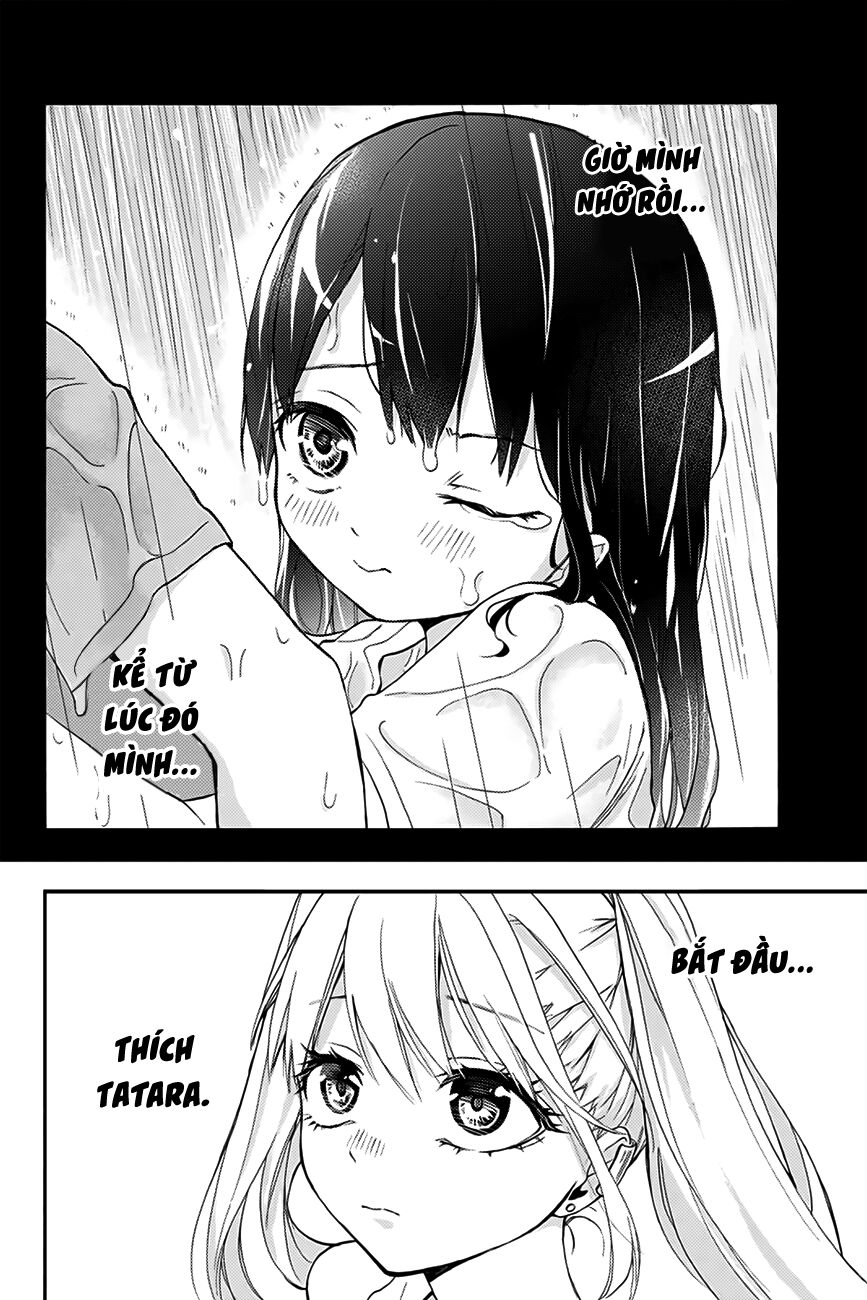 GIỜ MÌNH
NHỚ RỒI...
KỂ TỪ
LÚC ĐÓ
MÌNH...
BẮT ĐẦU...
THÍCH
TATARA.